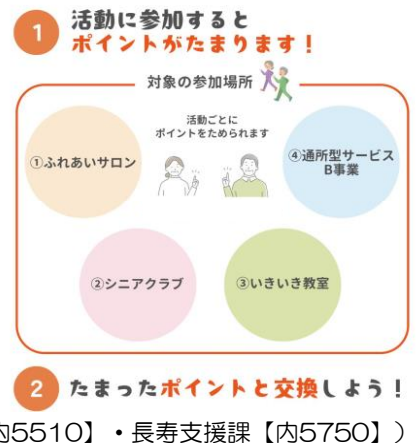 1 活動に参加すると
ポイントがたまります!
対象の参加場所
活動ごとに
ポイントをためられます
①ふれあいサロン
④通所型サービス
B事業
②シニアクラブ
③いきいき教室
2 たまったポイントと交換しよう!
内5510】・長寿支援課【内5750】)